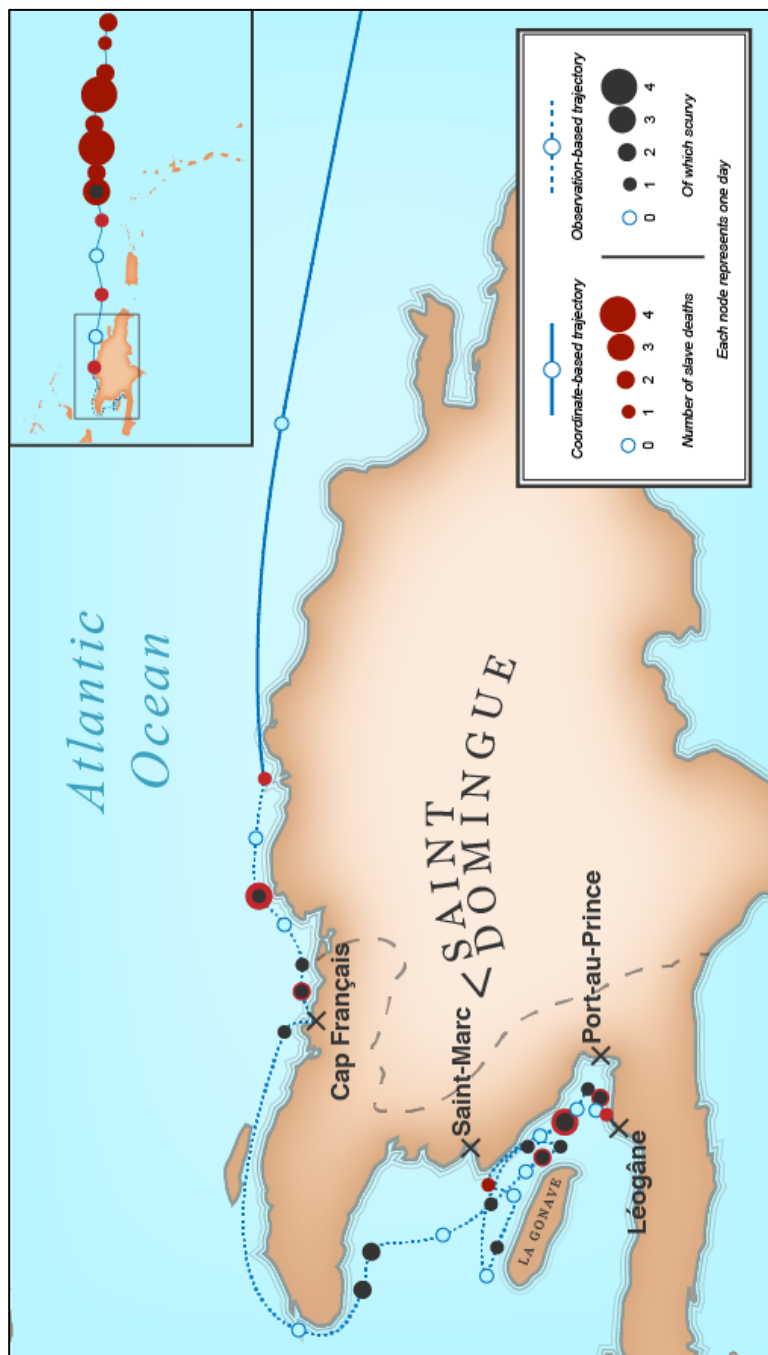 Atlantic
Ocean
SAINT
DOMINGUE
Cap Français
Saint-Marc
Port-au-Prince
Léogâne
LA GONAVE
Coordinate-based trajectory
Observation-based trajectory
0 1 2 3 4
0 1 2 3 4
Number of slave deaths
Of which scurvy
Each node represents one day